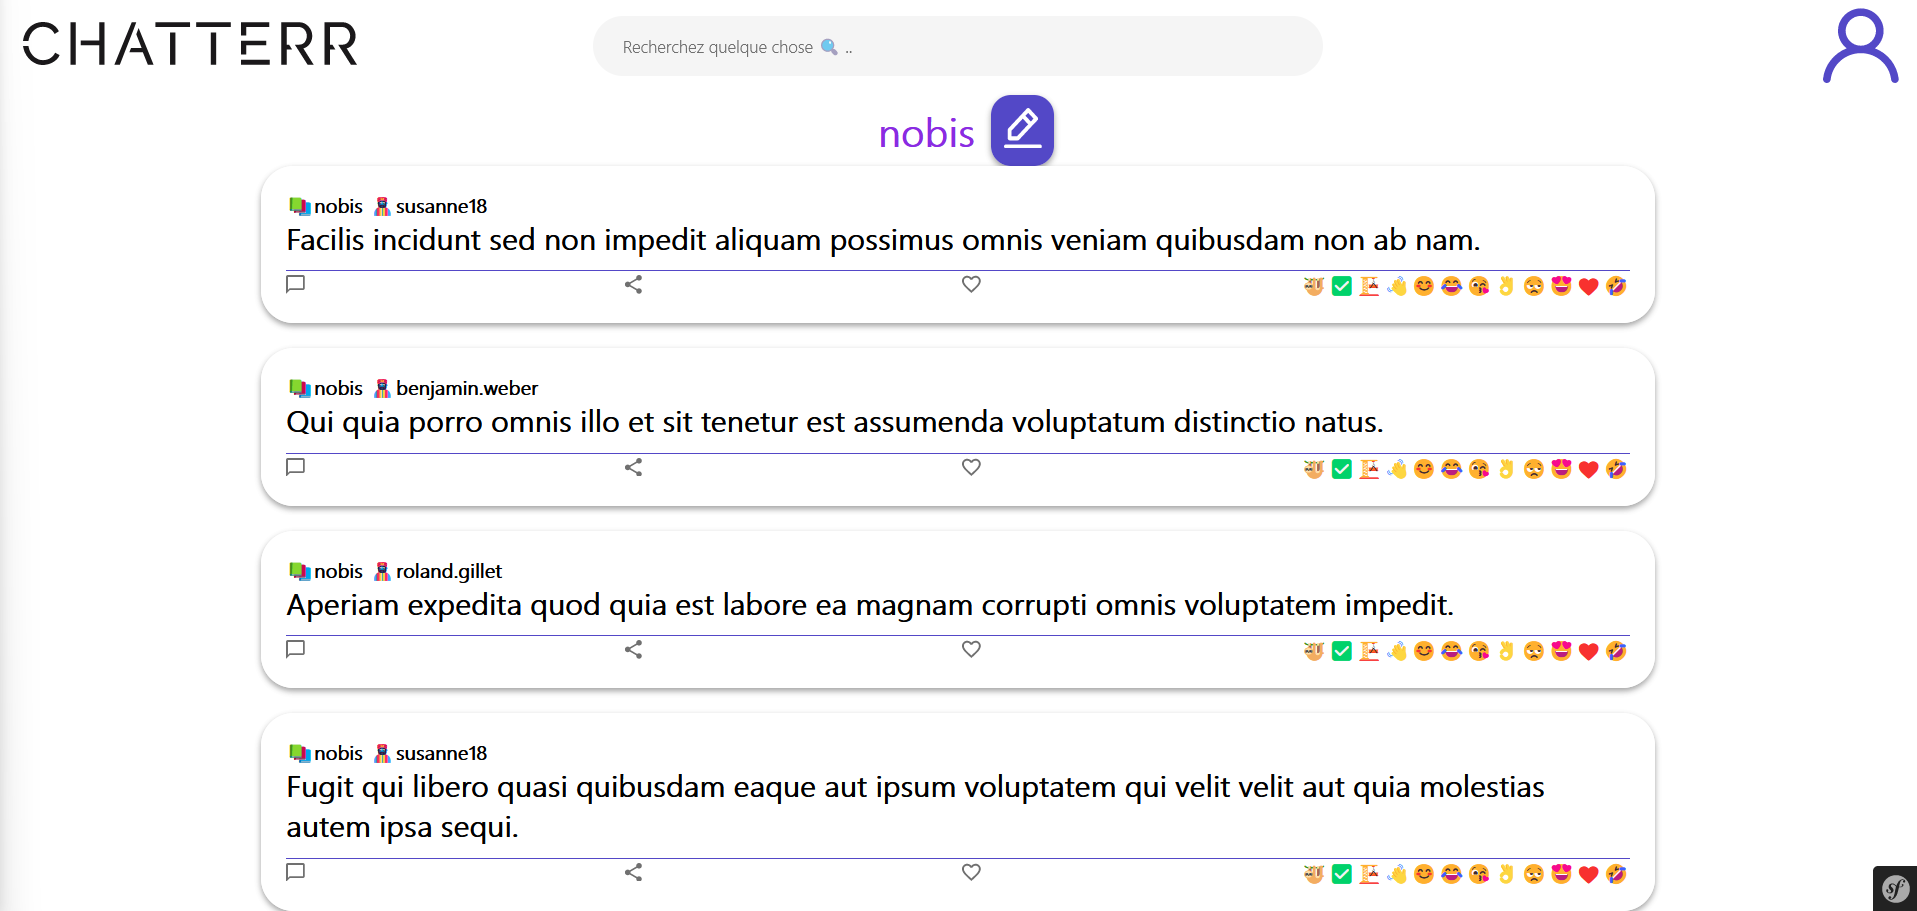 CHATTERR
Recherchez quelque chose 🔍 ..
nobis
nobis susanne18
Facilis incidunt sed non impedit aliquam possimus omnis veniam quibusdam non ab nam.
nobis benjamin.weber
Qui quia porro omnis illo et sit tenetur est assumenda voluptatum distinctio natus.
nobis roland.gillet
Aperiam expedita quod quia est labore ea magnam corrupti omnis voluptatem impedit.
nobis susanne18
Fugit qui libero quasi quibusdam eaque aut ipsum voluptatem qui velit velit aut quia molestias
autem ipsa sequi.
sf